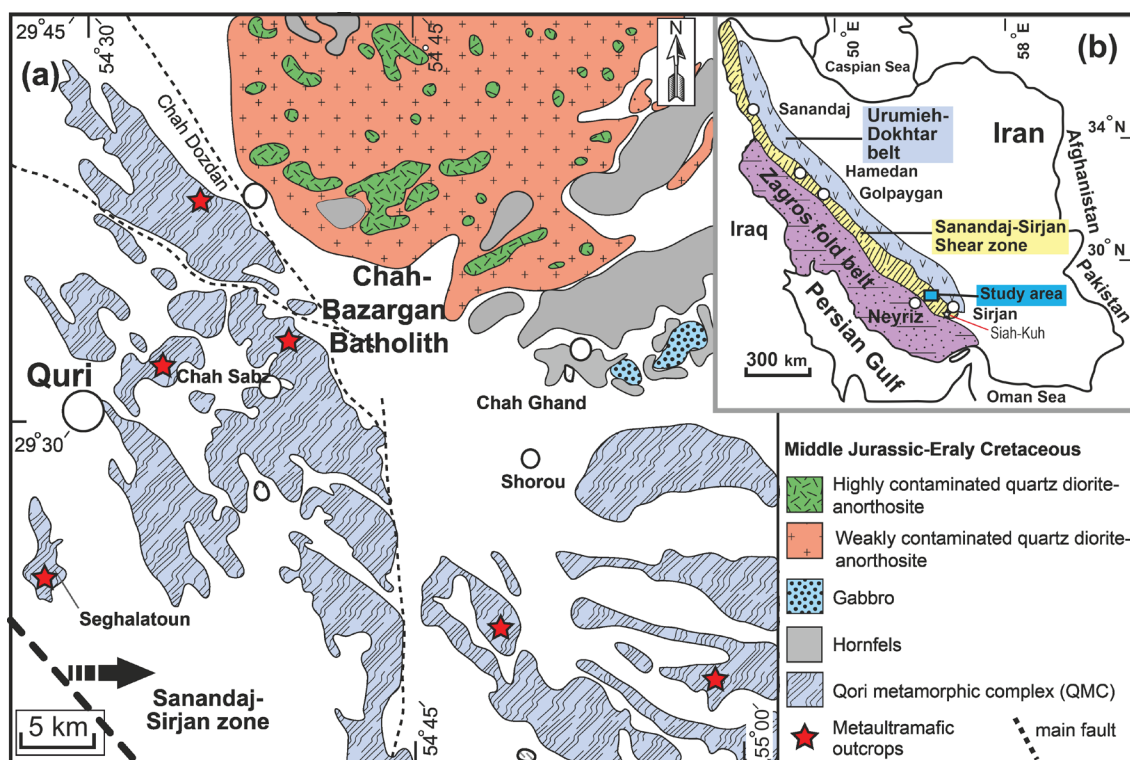 29°45
54°30
54°45
N
(a)
Chah Dozdan
Chah-
Bazargan
Batholith
Quri
Chah Sabz
29°30
Chah Ghand
Shorou
Seghalatoun
Sanandaj-
Sirjan zone
5 km
54°45
55°00
(b)
50°E
58°E
Caspian Sea
Sanandaj
Urumieh-
Dokhtar
belt
Iran
34°N
Hamedan
Golpaygan
Afghanistan
Iraq
Zagros fold belt
Sanandaj-Sirjan
Shear zone
30°N
Pakistan
Study area
Neyriz
Sirjan
Siah-Kuh
Persian Gulf
300 km
Oman Sea
Middle Jurassic-Eraly Cretaceous
Highly contaminated quartz diorite-
anorthosite
Weakly contaminated quartz diorite-
anorthosite
Gabbro
Hornfels
Qori metamorphic complex (QMC)
Metaultramafic
outcrops
main fault